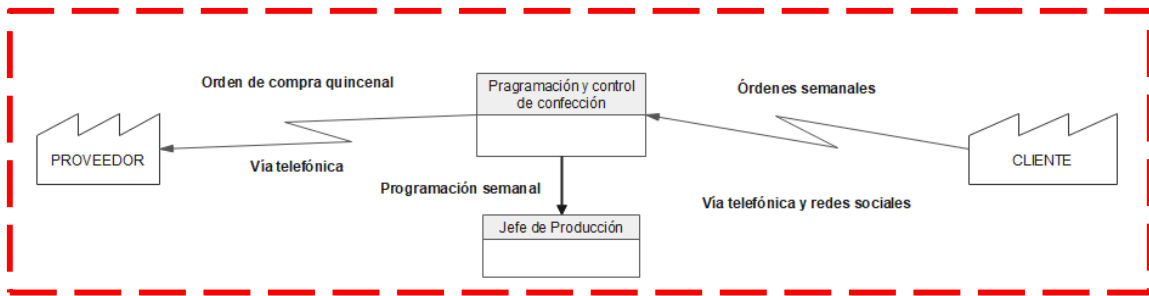 Orden de compra quincenal
Pragramación y control
de confección
Órdenes semanales
PROVEEDOR
Vía telefónica
CLIENTE
Programación semanal
Vía telefónica y redes sociales
Jefe de Producción